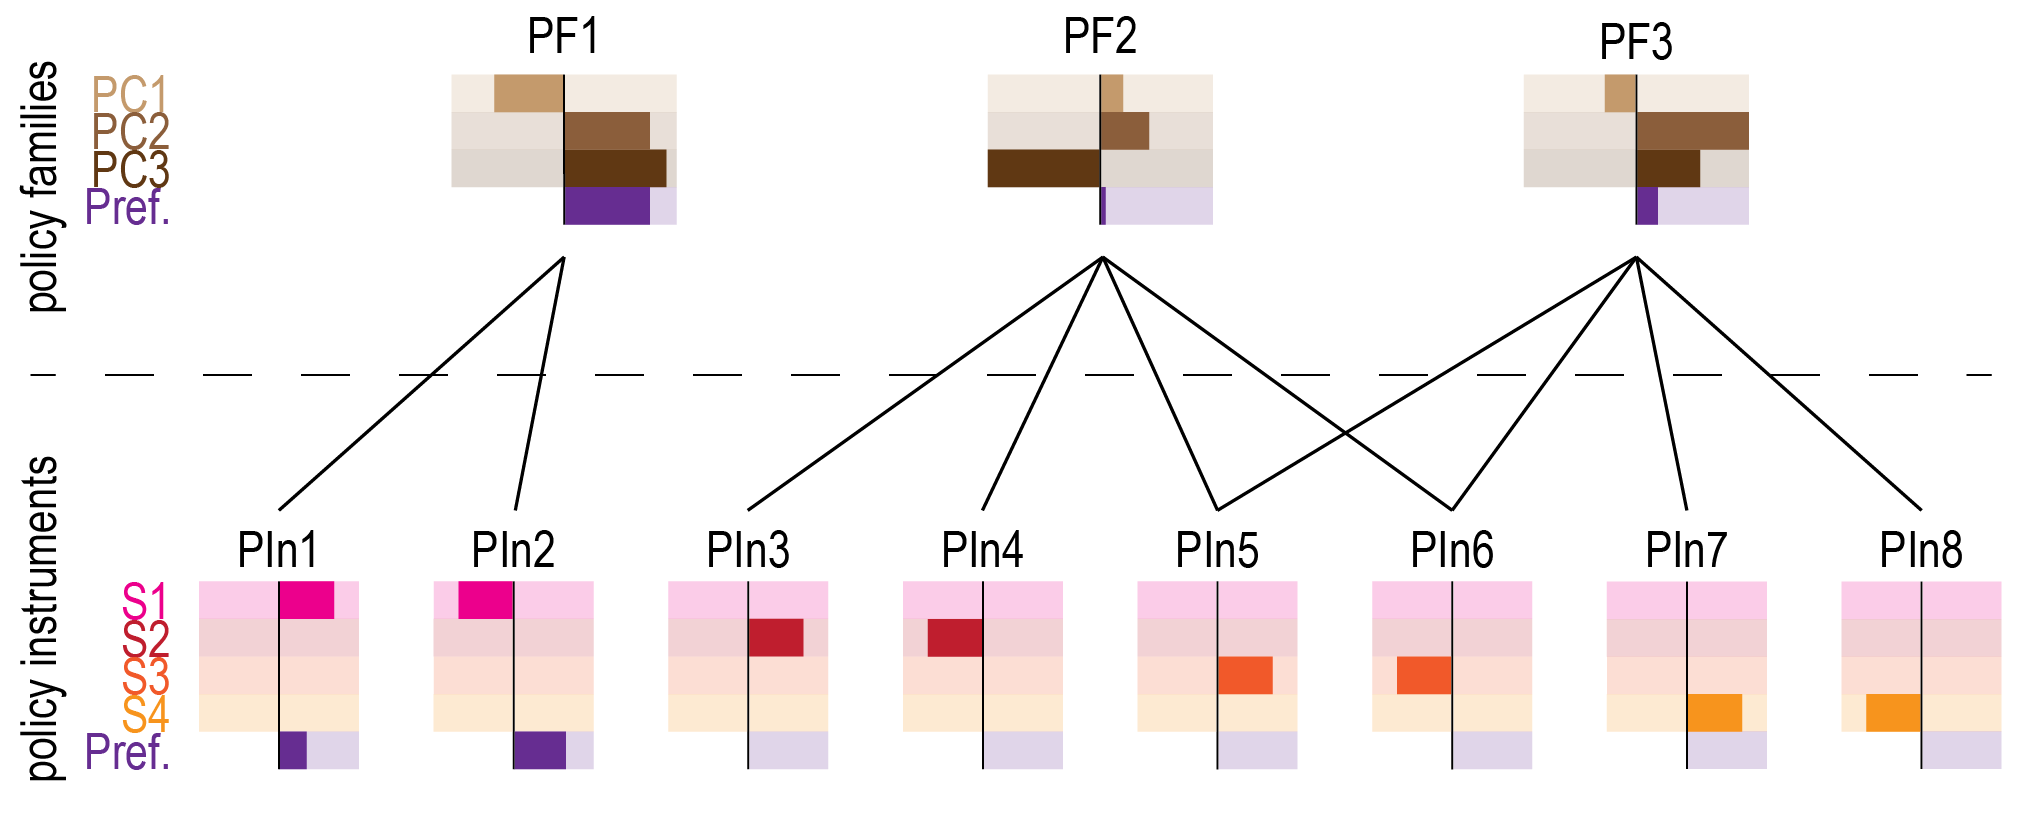 PF1
PF2
PF3
policy families
PC1
PC2
PC3
Pref.
policy instruments
PIn1
PIn2
PIn3
PIn4
PIn5
PIn6
PIn7
PIn8
S1
S2
S3
S4
Pref.